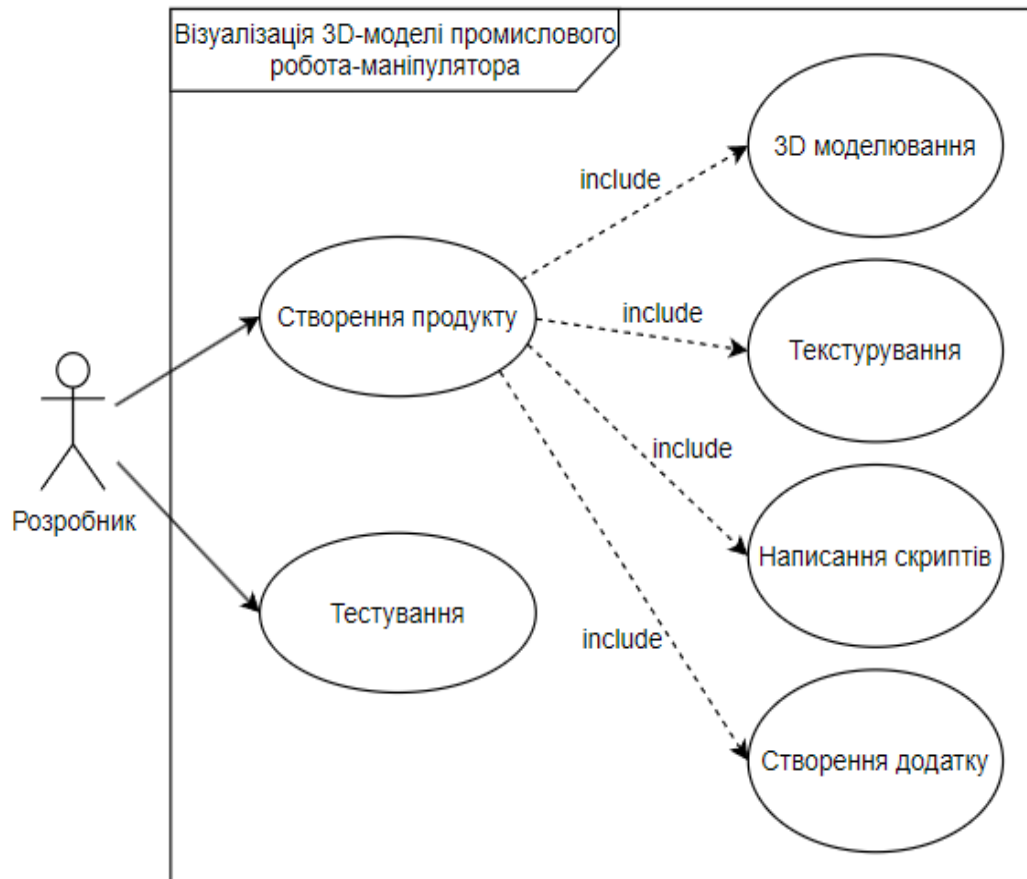 Візуалізація 3D-моделі промислового
робота-маніпулятора
3D моделювання
include
Створення продукту
include
Текстурування
include
Розробник
Написання скриптів
Тестування
include
Створення додатку